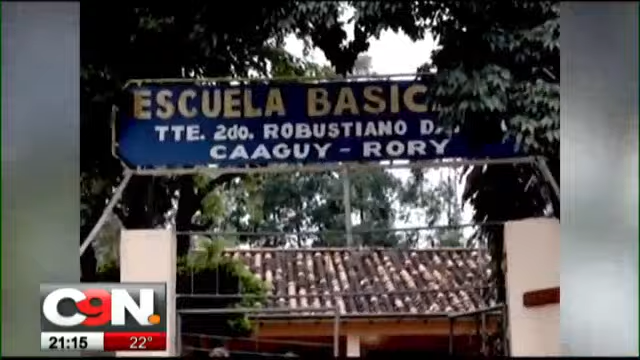 ESCUELA BASIC
TTE. 2do. ROBUSTIANO
CAAGUY - RORY
C9N.
21:15 22°